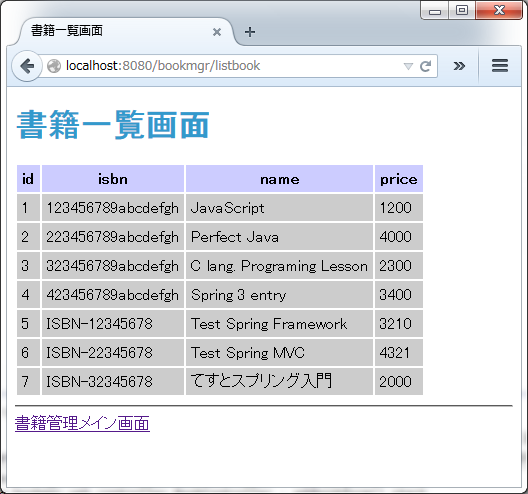 書籍一覧画面
localhost:8080/bookmgr/listbook
書籍一覧画面
id isbn name price
1 123456789abcdefgh JavaScript 1200
2 223456789abcdefgh Perfect Java 4000
3 323456789abcdefgh C lang. Programing Lesson 2300
4 423456789abcdefgh Spring 3 entry 3400
5 ISBN-12345678 Test Spring Framework 3210
6 ISBN-22345678 Test Spring MVC 4321
7 ISBN-32345678 てすとスプリング入門 2000
書籍管理メイン画面